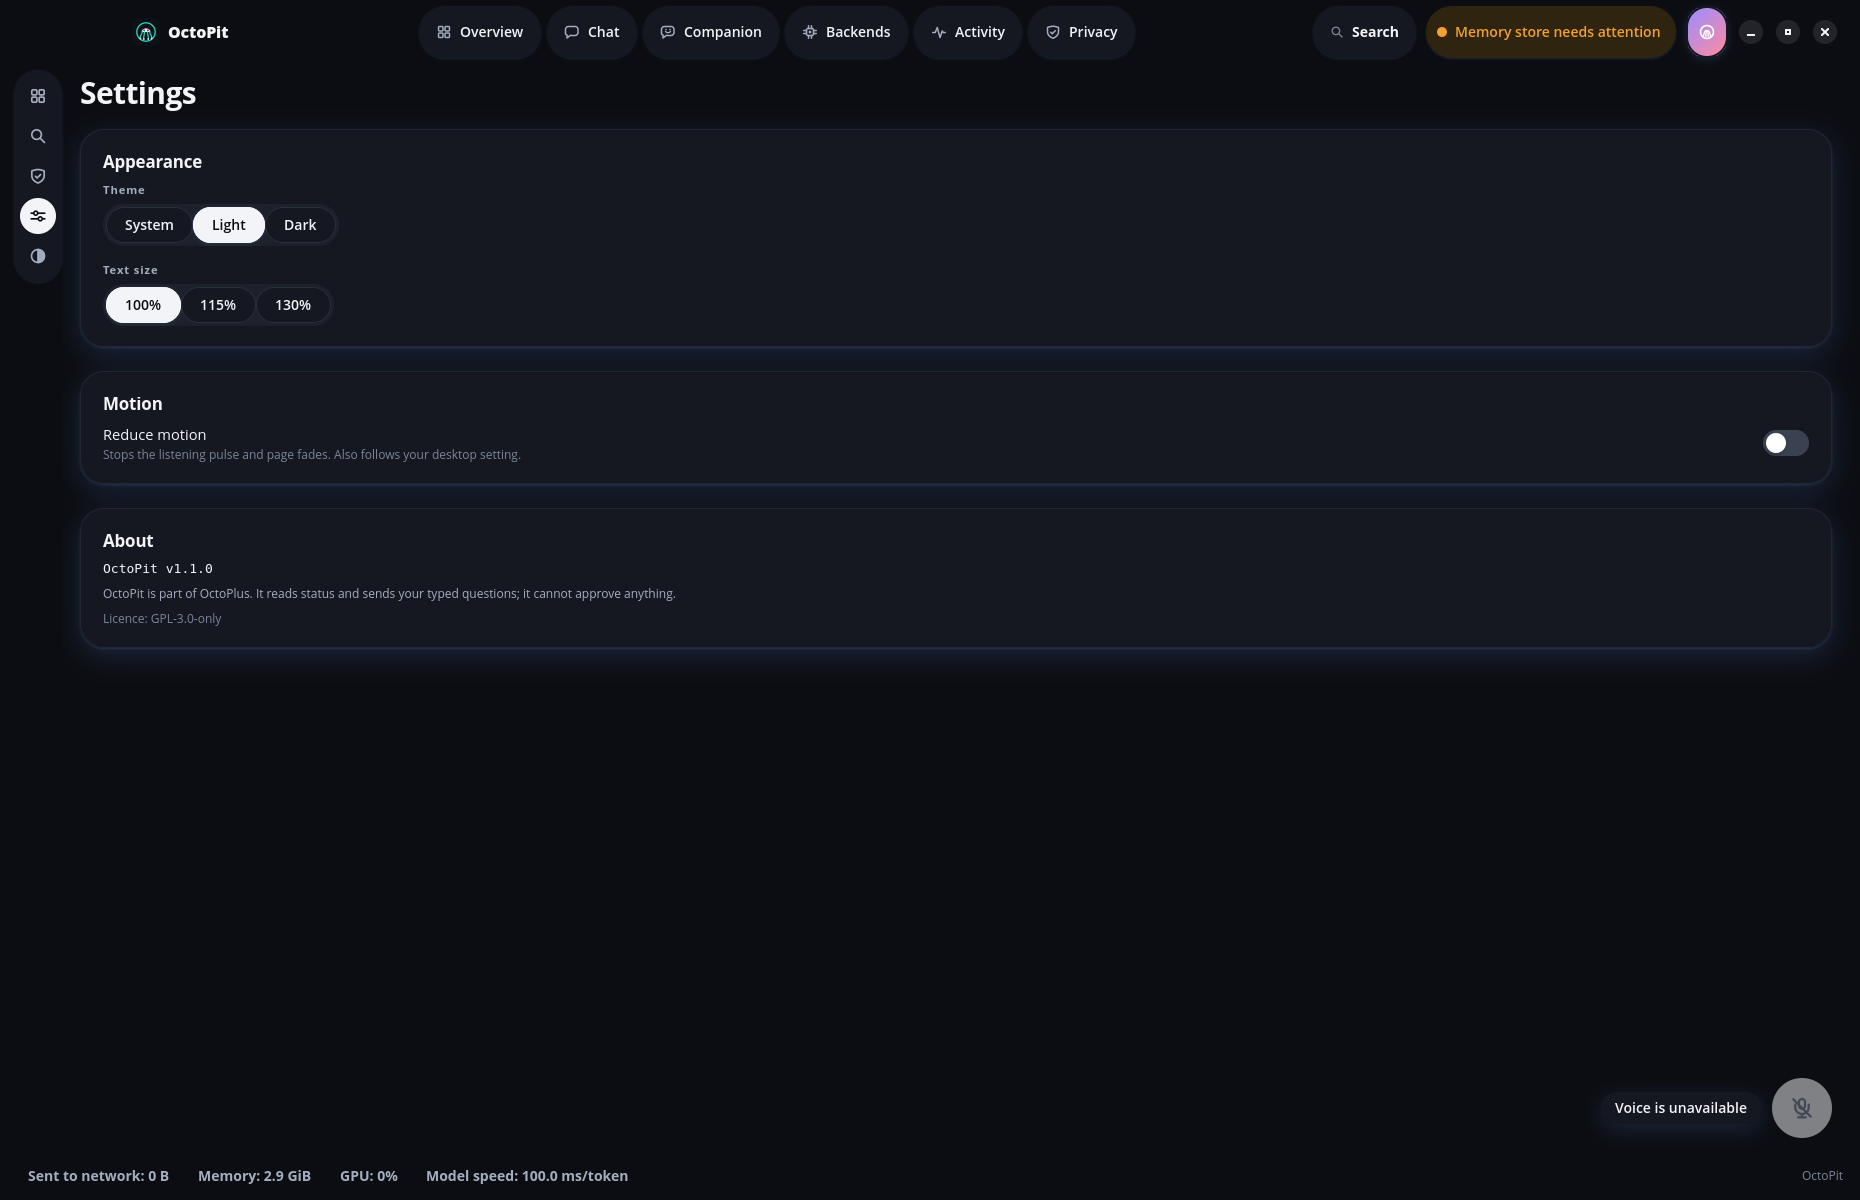 OctoPit
Overview
Chat
Companion
Backends
Activity
Privacy
Search
Memory store needs attention
Settings
Appearance
Theme
System
Light
Dark
Text size
100%
115%
130%
Motion
Reduce motion
Stops the listening pulse and page fades. Also follows your desktop setting.
About
OctoPit v1.1.0
OctoPit is part of OctoPlus. It reads status and sends your typed questions; it cannot approve anything.
Licence: GPL-3.0-only
Voice is unavailable
Sent to network: 0 B
Memory: 2.9 GiB
GPU: 0%
Model speed: 100.0 ms/token
OctoPit